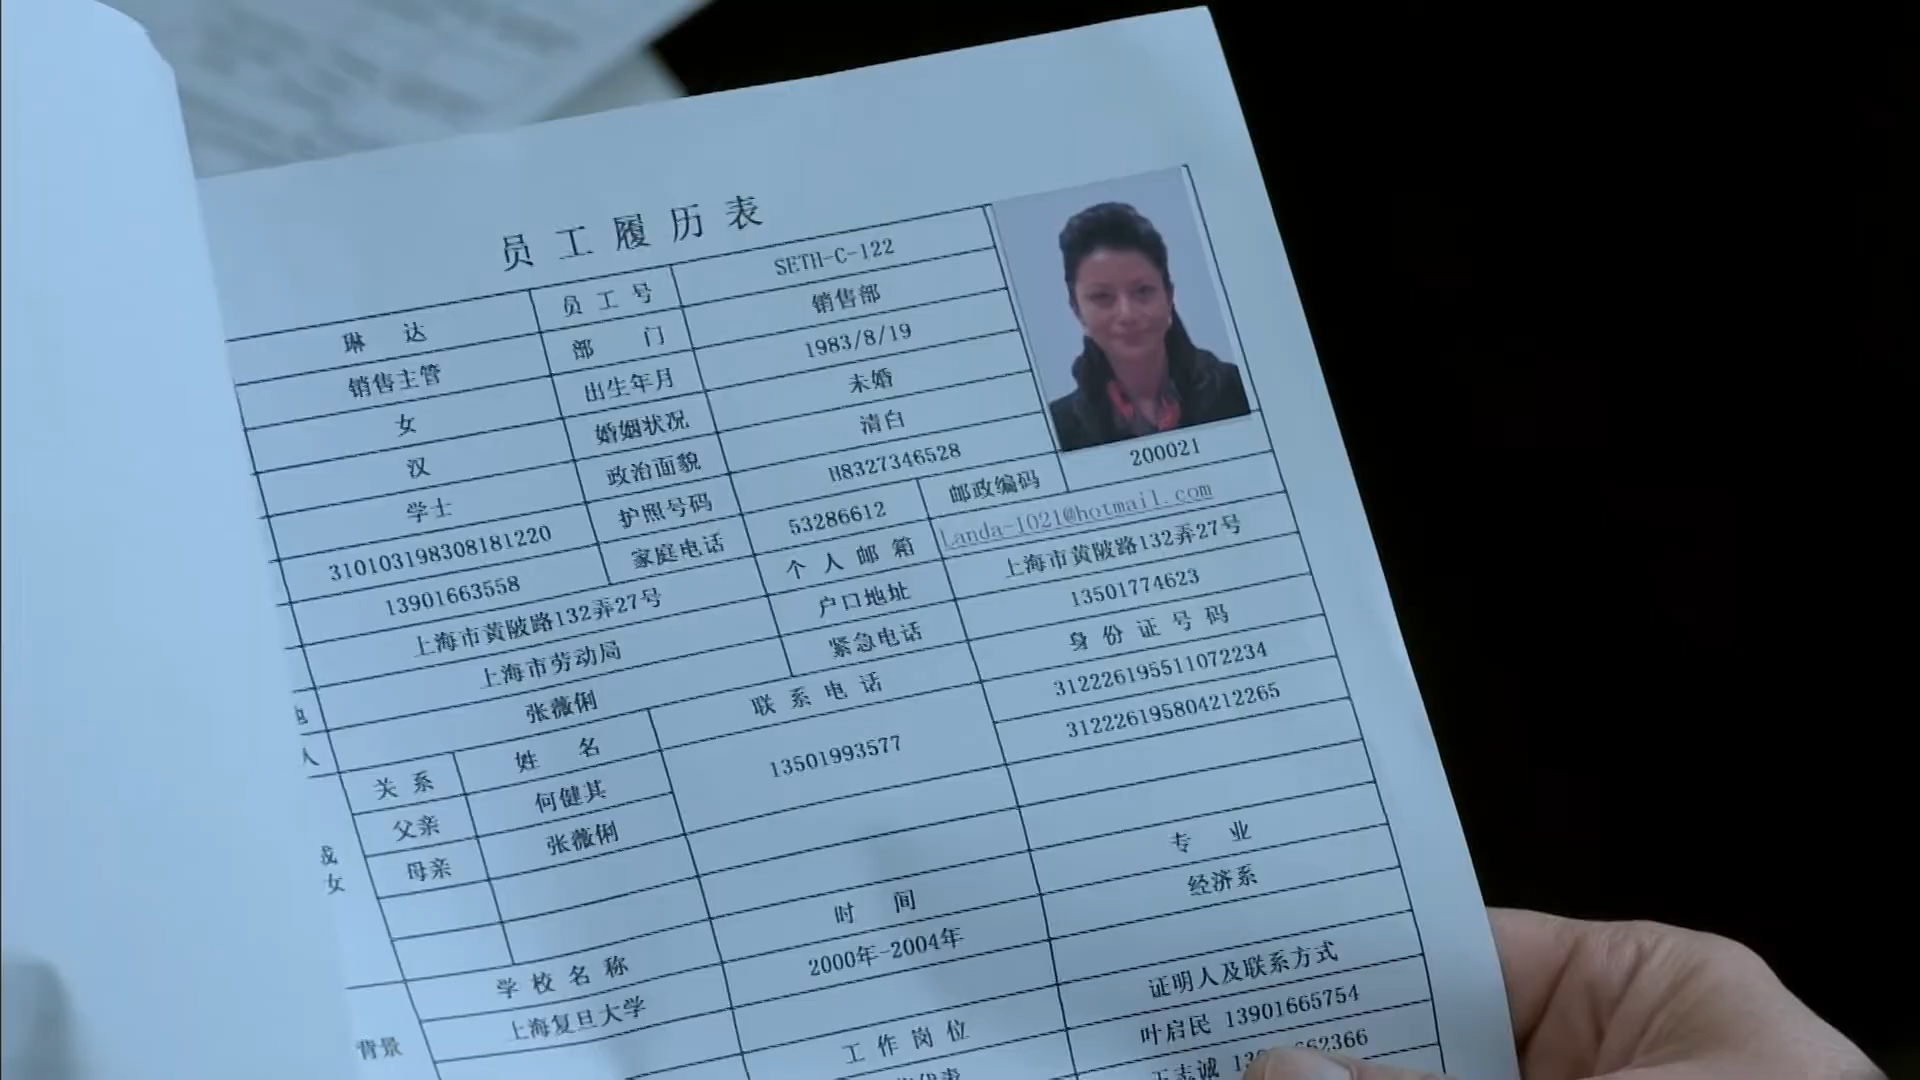 员工履历表
琳达 员工号 SETH-C-122
销售主管 部门 销售部
女 出生年月 1983/8/19
汉 婚姻状况 未婚
学士 政治面貌 清白
310103198308181220 护照号码 H8327346528
13901663558 家庭电话 53286612 邮政编码 200021
上海市黄陂路132弄27号 个人邮箱 Landa-1021@hotmail.com
上海市劳动局 户口地址 上海市黄陂路132弄27号
张薇俐 紧急电话 13501774623
人
关系 姓名 联系电话 身份证号码
父亲 何健其 13501993577 312226195511072234
母亲 张薇俐 312226195804212265
女
学校名称 时间 专业
上海复旦大学 2000年-2004年 经济系
背景
工作岗位 证明人及联系方式
叶启民 13901665754
王志诚